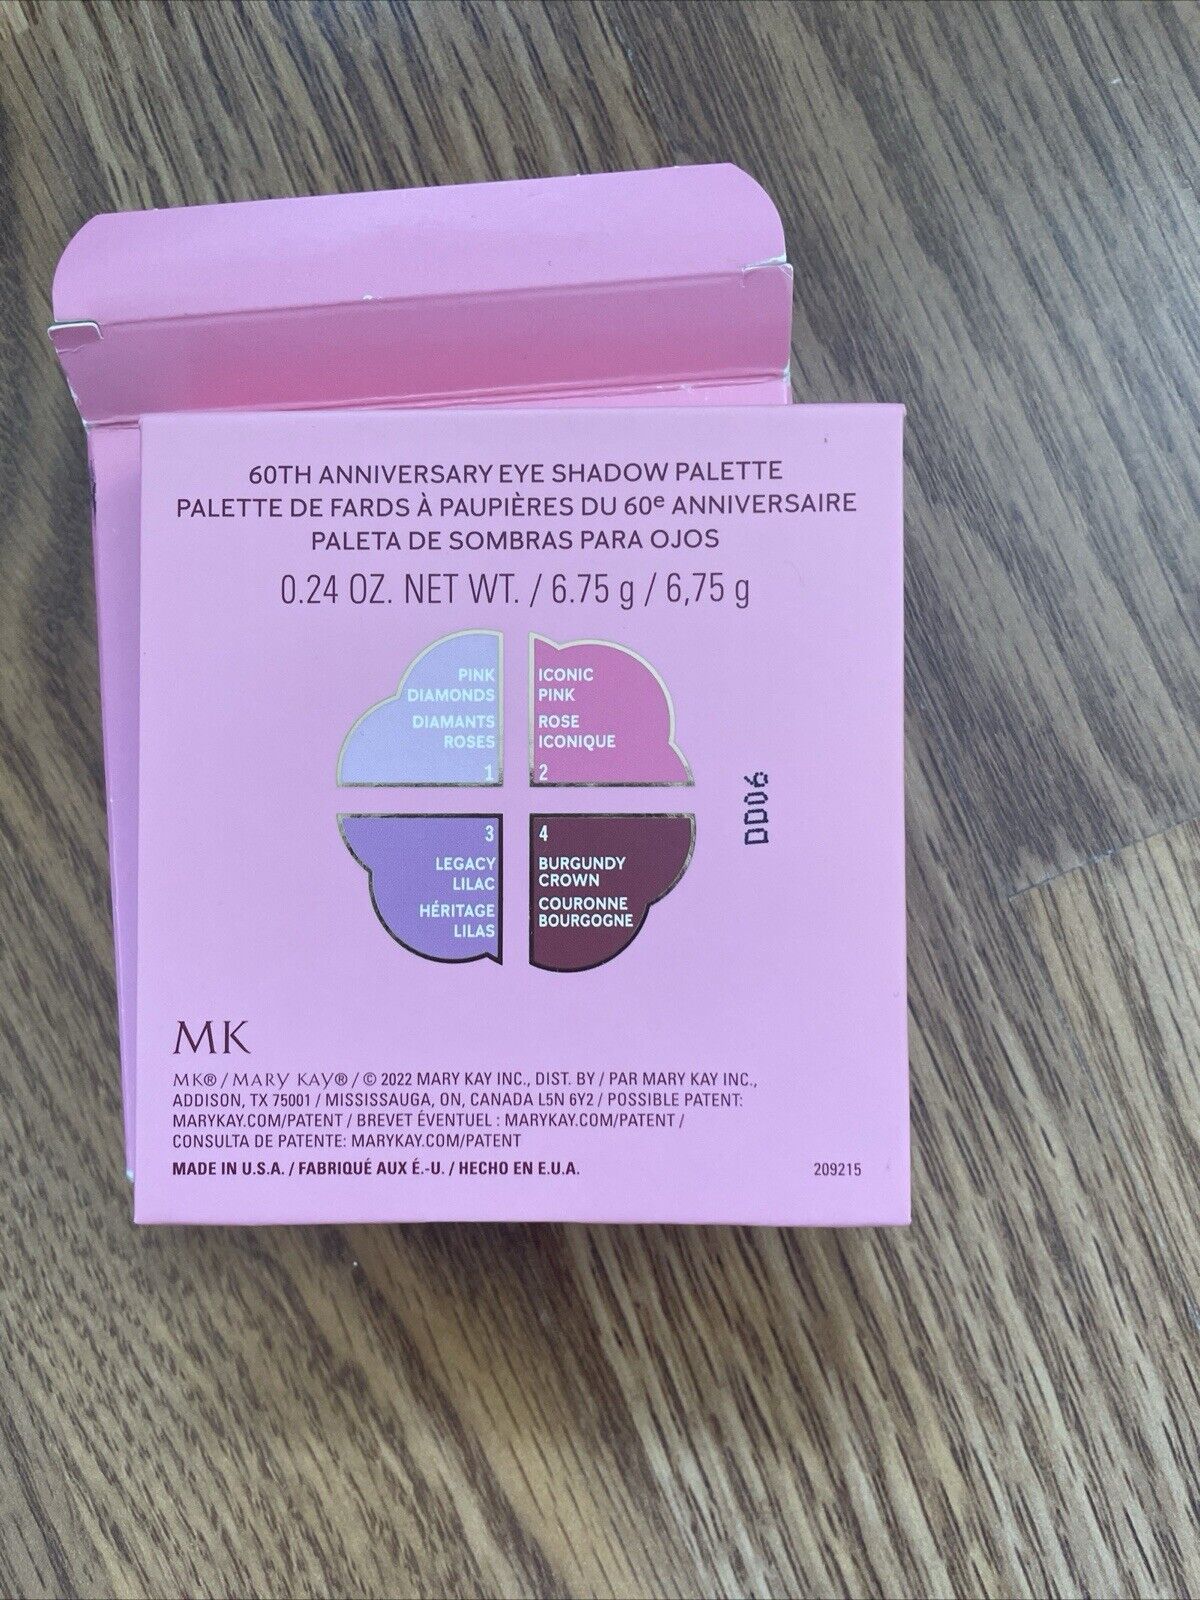 60TH ANNIVERSARY EYE SHADOW PALETTE
PALETTE DE FARDS À PAUPIÈRES DU 60e ANNIVERSAIRE
PALETA DE SOMBRAS PARA OJOS
0.24 OZ. NET WT. / 6.75 g / 6,75 g
PINK
DIAMONDS
DIAMANTS
ROSES
1
ICONIC
PINK
ROSE
ICONIQUE
2
3
LEGACY
LILAC
HÉRITAGE
LILAS
4
BURGUNDY
CROWN
COURONNE
BOURGOGNE
DD06
MK
MK® / MARY KAY® / © 2022 MARY KAY INC., DIST. BY / PAR MARY KAY INC.,
ADDISON, TX 75001 / MISSISSAUGA, ON, CANADA L5N 6Y2 / POSSIBLE PATENT:
MARYKAY.COM/PATENT / BREVET ÉVENTUEL : MARYKAY.COM/PATENT /
CONSULTA DE PATENTE: MARYKAY.COM/PATENT
MADE IN U.S.A. / FABRIQUÉ AUX É.-U. / HECHO EN E.U.A.
209215